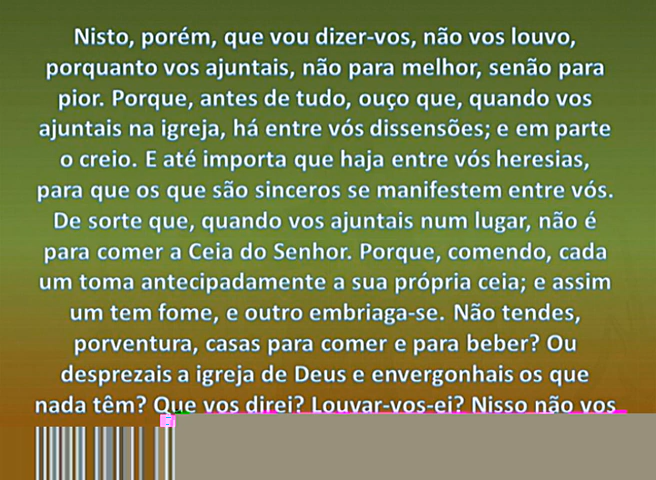 Nisto, porém, que vou dizer-vos, não vos louvo,
porquanto vos ajuntais, não para melhor, senão para
pior. Porque, antes de tudo, ouço que, quando vos
ajuntais na igreja, há entre vós dissensões; e em parte
o creio. E até importa que haja entre vós heresias,
para que os que são sinceros se manifestem entre vós.
De sorte que, quando vos ajuntais num lugar, não é
para comer a Ceia do Senhor. Porque, comendo, cada
um toma antecipadamente a sua própria ceia; e assim
um tem fome, e outro embriaga-se. Não tendes,
porventura, casas para comer e para beber? Ou
desprezais a igreja de Deus e envergonhais os que
nada têm? Que vos direi? Louvar-vos-ei? Nisso não vos